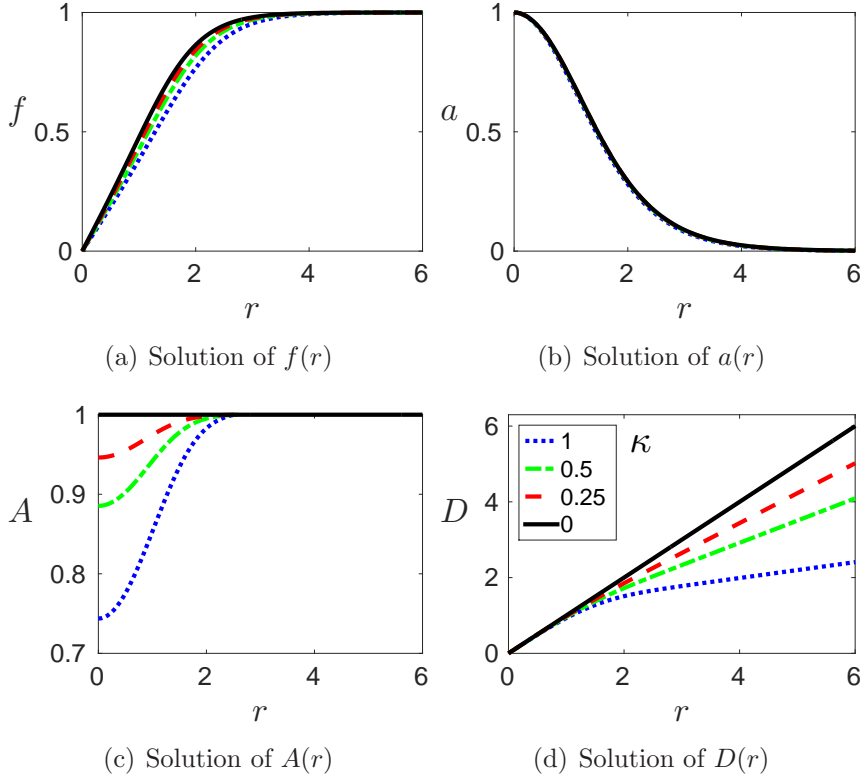 1
f
0.5
0
0 2 4 6
r
(a) Solution of f(r)
1
a
0.5
0
0 2 4 6
r
(b) Solution of a(r)
1
0.9
A
0.8
0.7
0 2 4 6
r
(c) Solution of A(r)
6
1
κ
0.5
0.25
0
4
D
2
0
0 2 4 6
r
(d) Solution of D(r)